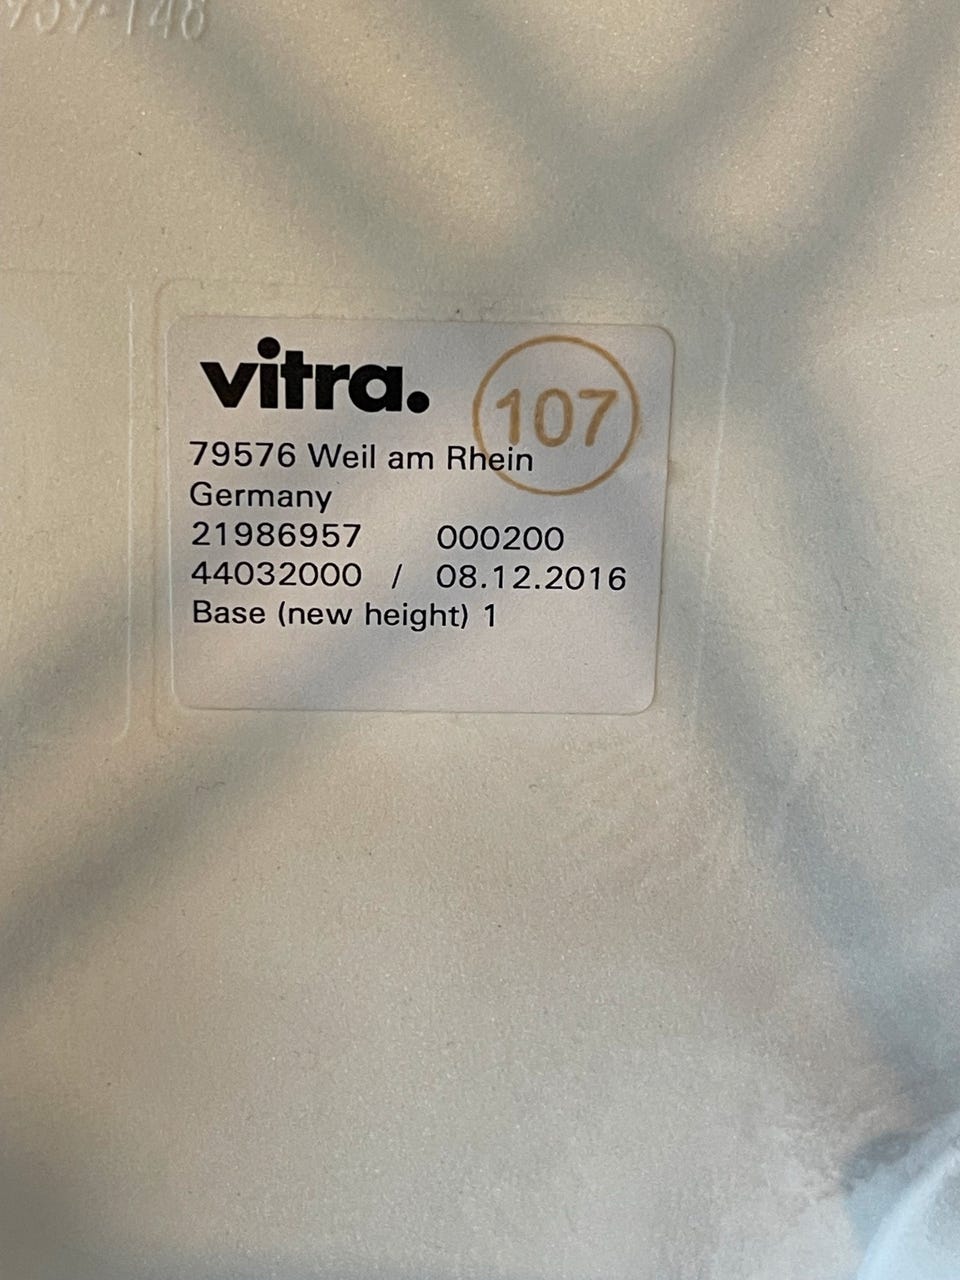 vitra.
107
79576 Weil am Rhein
Germany
21986957 000200
44032000 / 08.12.2016
Base (new height) 1